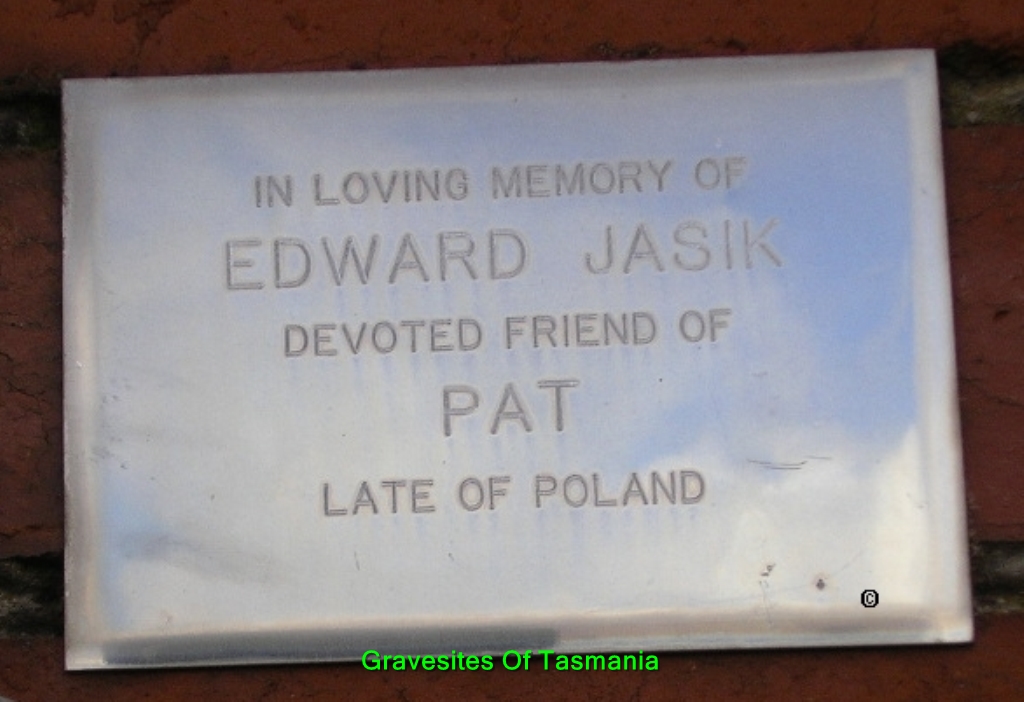 IN LOVING MEMORY OF
EDWARD JASIK
DEVOTED FRIEND OF
PAT
LATE OF POLAND
©
Gravesites Of Tasmania